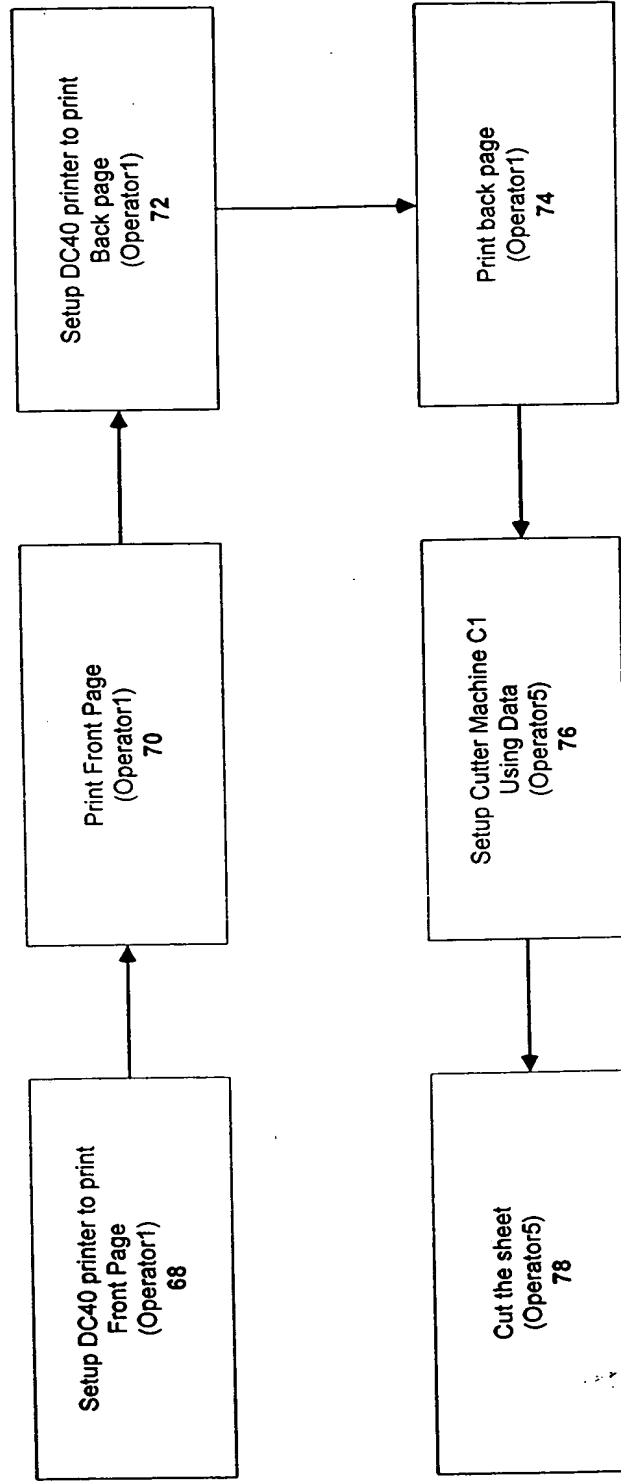 Setup DC40 printer to print
Front Page
(Operator1)
68
Print Front Page
(Operator1)
70
Setup DC40 printer to print
Back page
(Operator1)
72
Print back page
(Operator1)
74
Setup Cutter Machine C1
Using Data
(Operator5)
76
Cut the sheet
(Operator5)
78